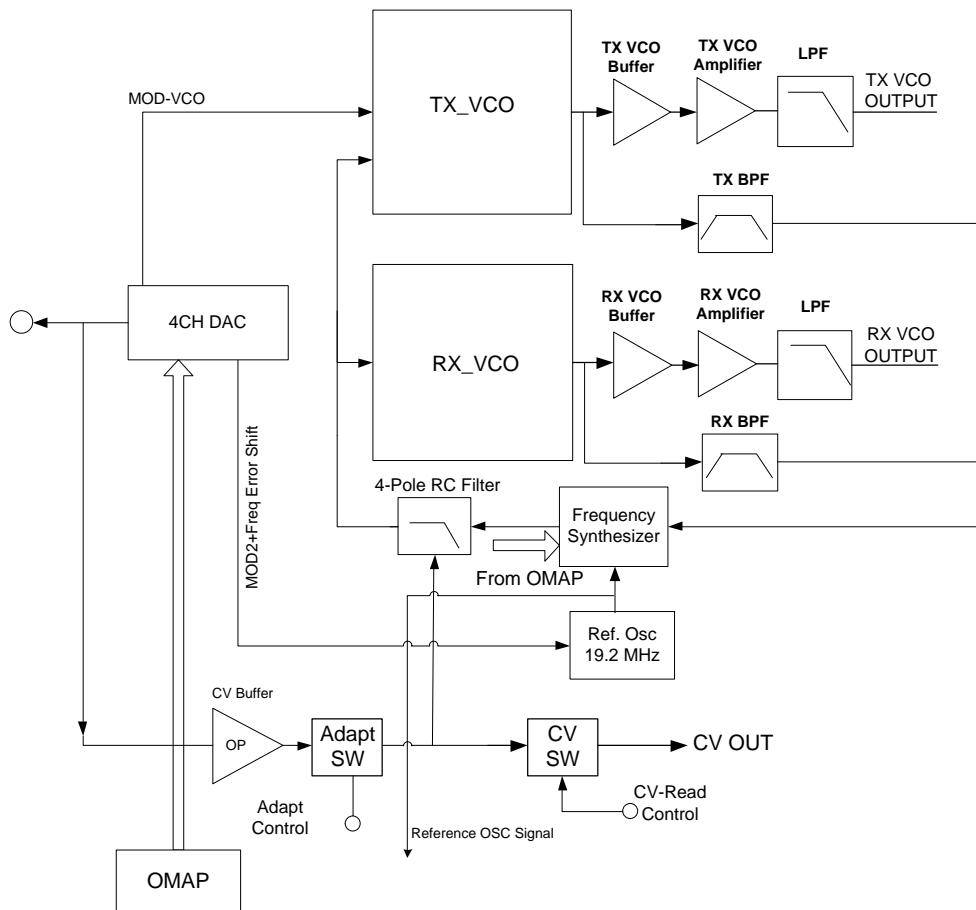 TX VCO
Buffer
TX VCO
Amplifier
LPF
TX VCO
OUTPUT
MOD-VCO
TX_VCO
TX BPF
4CH DAC
RX VCO
Buffer
RX VCO
Amplifier
LPF
RX VCO
OUTPUT
RX_VCO
RX BPF
MOD2+Freq Error Shift
4-Pole RC Filter
Frequency
Synthesizer
From OMAP
Ref. Osc
19.2 MHz
CV Buffer
OP
Adapt
SW
CV
SW
CV OUT
Adapt
Control
CV-Read
Control
Reference OSC Signal
OMAP